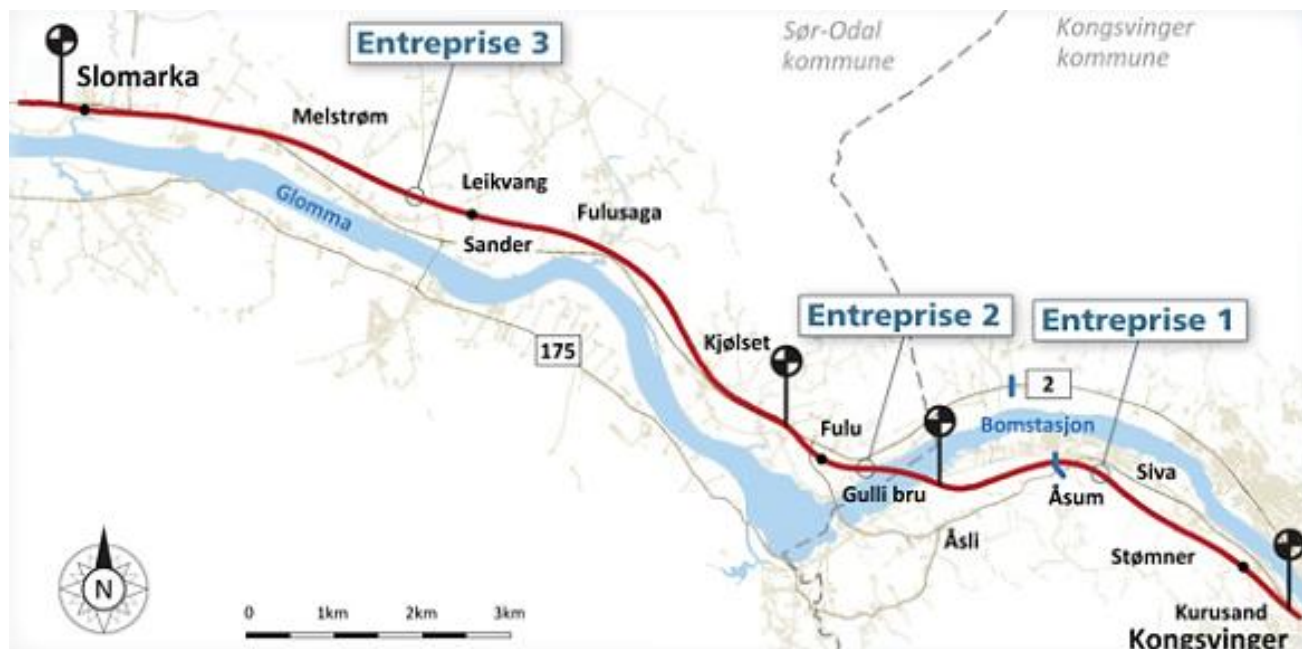 Sør-Odal
kommune
Kongsvinger
kommune
Entreprise 3
Slomarka
Melstrøm
Leikvang
Glomma
Fulusaga
Sander
Entreprise 2
Entreprise 1
Kjølset
175
2
Bomstasjon
Fulu
Siva
Gulli bru
Åsum
Åsli
Stømner
N
0 1km 2km 3km
Kurusand
Kongsvinger